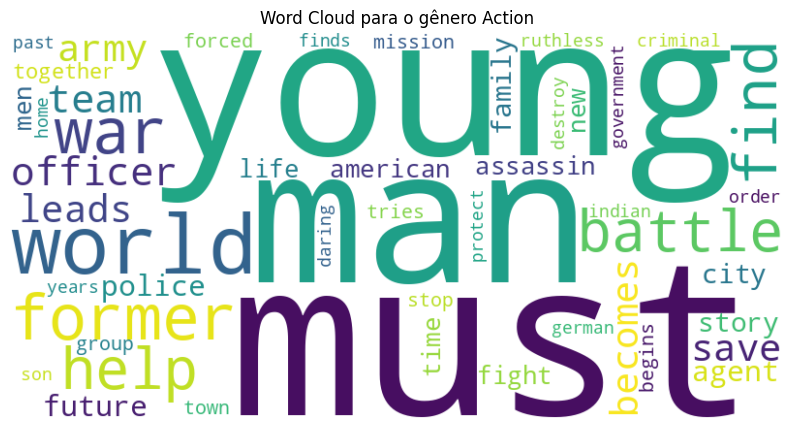 Word Cloud para o gênero Action
past
army
forced
finds
mission
ruthless
criminal
together
men
home
team
young
family
destroy
new
government
find
war
officer
life
american
assassin
leads
man
daring
tries
protect
indian
order
world
battle
years
police
former
must
stop
becomes
city
group
time
german
begins
story
save
son
help
fight
agent
future
town